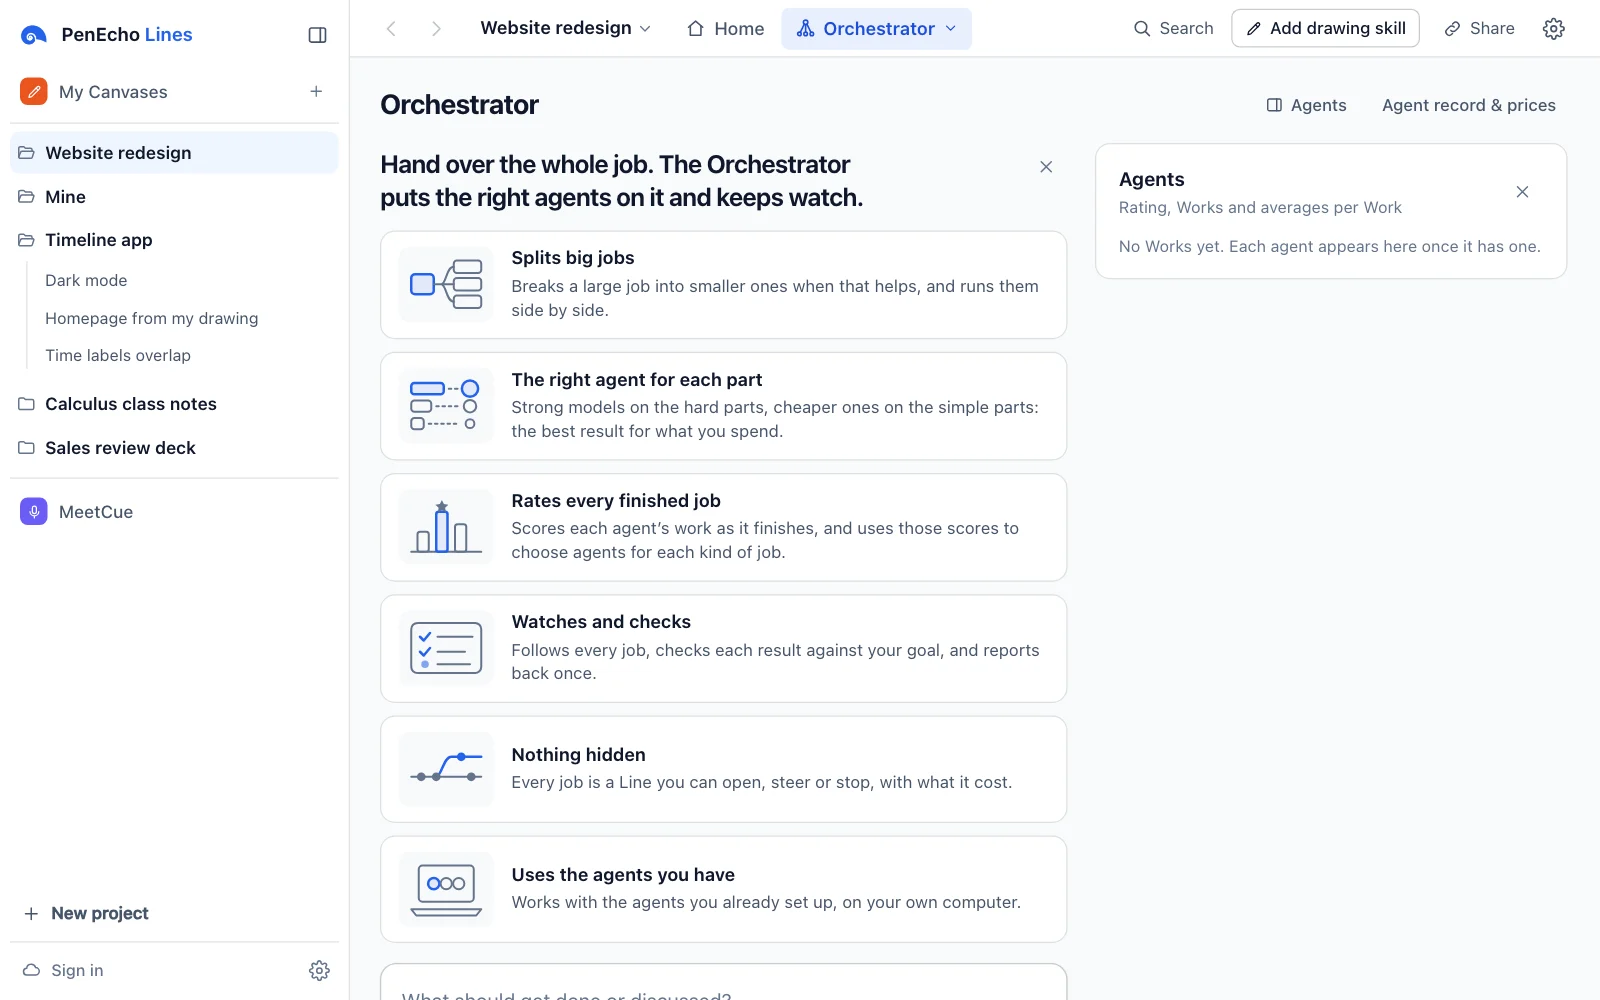 PenEcho Lines
My Canvases
Website redesign
Mine
Timeline app
Dark mode
Homepage from my drawing
Time labels overlap
Calculus class notes
Sales review deck
MeetCue
New project
Sign in
Website redesign
Home
Orchestrator
Search
Add drawing skill
Share
Orchestrator
Agents
Agent record & prices
Hand over the whole job. The Orchestrator
puts the right agents on it and keeps watch.
Splits big jobs
Breaks a large job into smaller ones when that helps, and runs them
side by side.
The right agent for each part
Strong models on the hard parts, cheaper ones on the simple parts:
the best result for what you spend.
Rates every finished job
Scores each agent’s work as it finishes, and uses those scores to
choose agents for each kind of job.
Watches and checks
Follows every job, checks each result against your goal, and reports
back once.
Nothing hidden
Every job is a Line you can open, steer or stop, with what it cost.
Uses the agents you have
Works with the agents you already set up, on your own computer.
What should get done or discussed?
Agents
Rating, Works and averages per Work
No Works yet. Each agent appears here once it has one.